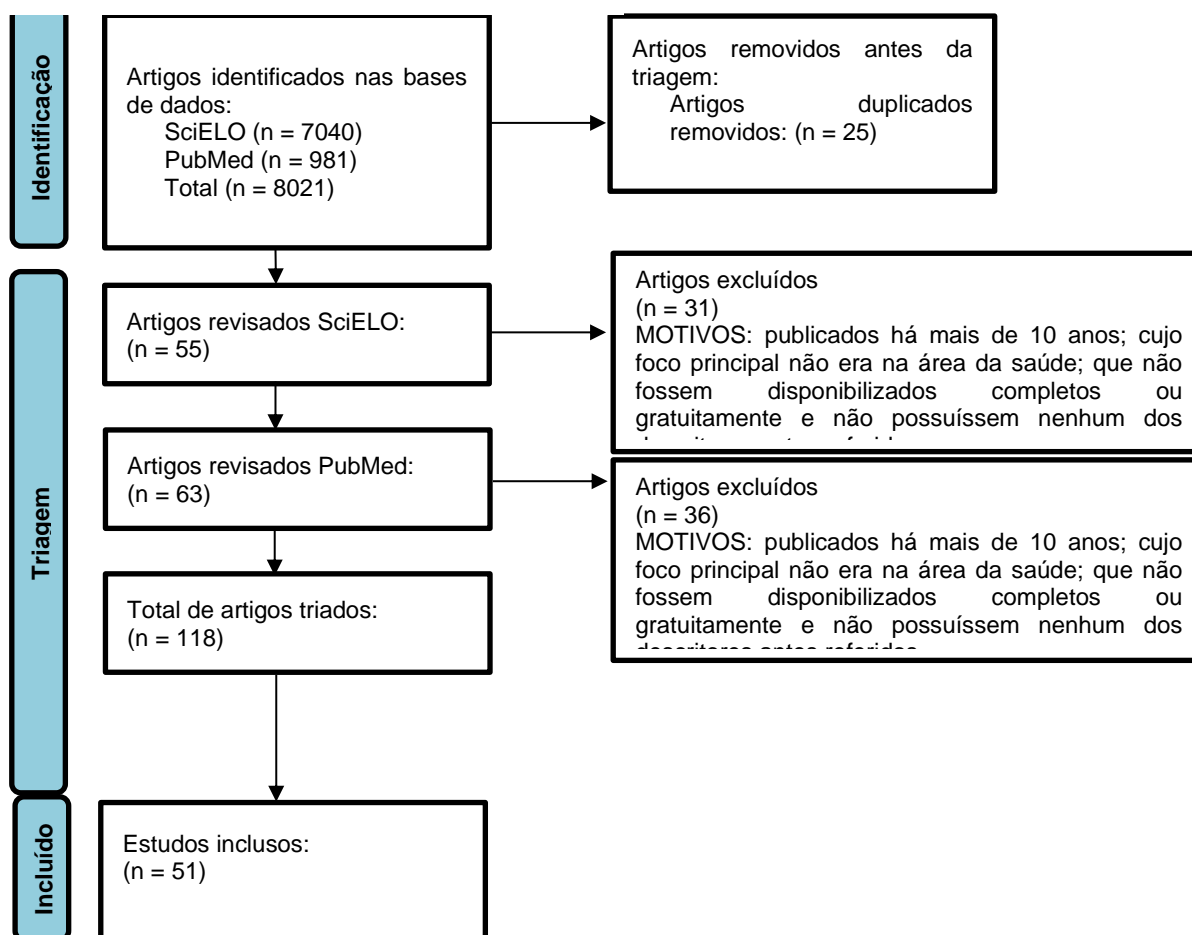 Identificação
Artigos identificados nas bases
de dados:
SciELO (n = 7040)
PubMed (n = 981)
Total (n = 8021)
Artigos removidos antes da
triagem:
Artigos duplicados
removidos: (n = 25)
Triagem
Artigos revisados SciELO:
(n = 55)
Artigos excluídos
(n = 31)
MOTIVOS: publicados há mais de 10 anos; cujo
foco principal não era na área da saúde; que não
fossem disponibilizados completos ou
gratuitamente e não possuíssem nenhum dos
Artigos revisados PubMed:
(n = 63)
Artigos excluídos
(n = 36)
MOTIVOS: publicados há mais de 10 anos; cujo
foco principal não era na área da saúde; que não
fossem disponibilizados completos ou
gratuitamente e não possuíssem nenhum dos
descritores antes referidos
Total de artigos triados:
(n = 118)
Incluído
Estudos inclusos:
(n = 51)